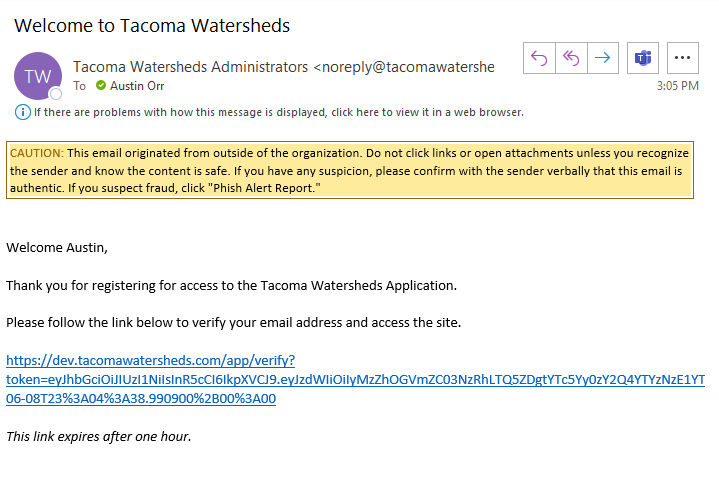 Welcome to Tacoma Watersheds
TW
Tacoma Watersheds Administrators <noreply@tacomawatershe
To Austin Orr
3:05 PM
If there are problems with how this message is displayed, click here to view it in a web browser.
CAUTION: This email originated from outside of the organization. Do not click links or open attachments unless you recognize
the sender and know the content is safe. If you have any suspicion, please confirm with the sender verbally that this email is
authentic. If you suspect fraud, click "Phish Alert Report."
Welcome Austin,
Thank you for registering for access to the Tacoma Watersheds Application.
Please follow the link below to verify your email address and access the site.
https://dev.tacomawatersheds.com/app/verify?
token=eyJhbGciOiJIUzI1NiIsInR5cCI6IkpXVCJ9.eyJzdWIiOiIyMzZhOGVmZC03NzRhLTQ5ZDgtYTc5Yy0zY2Q4YTYzNzE1YT
06-08T23%3A04%3A38.990900%2B00%3A00
This link expires after one hour.